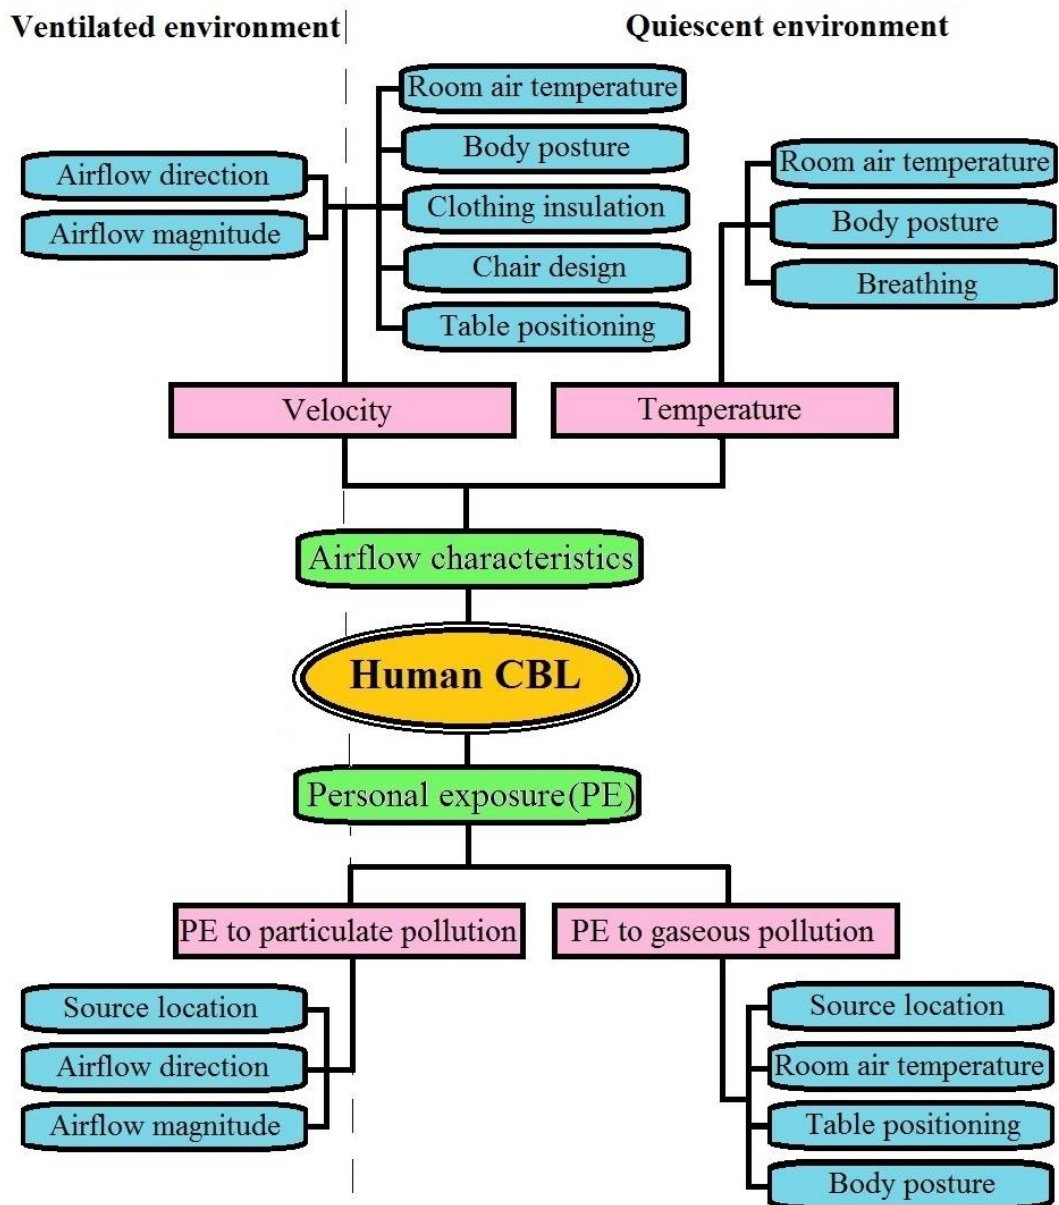 Ventilated environment
Quiescent environment
Room air temperature
Body posture
Clothing insulation
Chair design
Table positioning
Airflow direction
Airflow magnitude
Room air temperature
Body posture
Breathing
Velocity
Temperature
Airflow characteristics
Human CBL
Personal exposure(PE)
PE to particulate pollution
PE to gaseous pollution
Source location
Airflow direction
Airflow magnitude
Source location
Room air temperature
Table positioning
Body posture